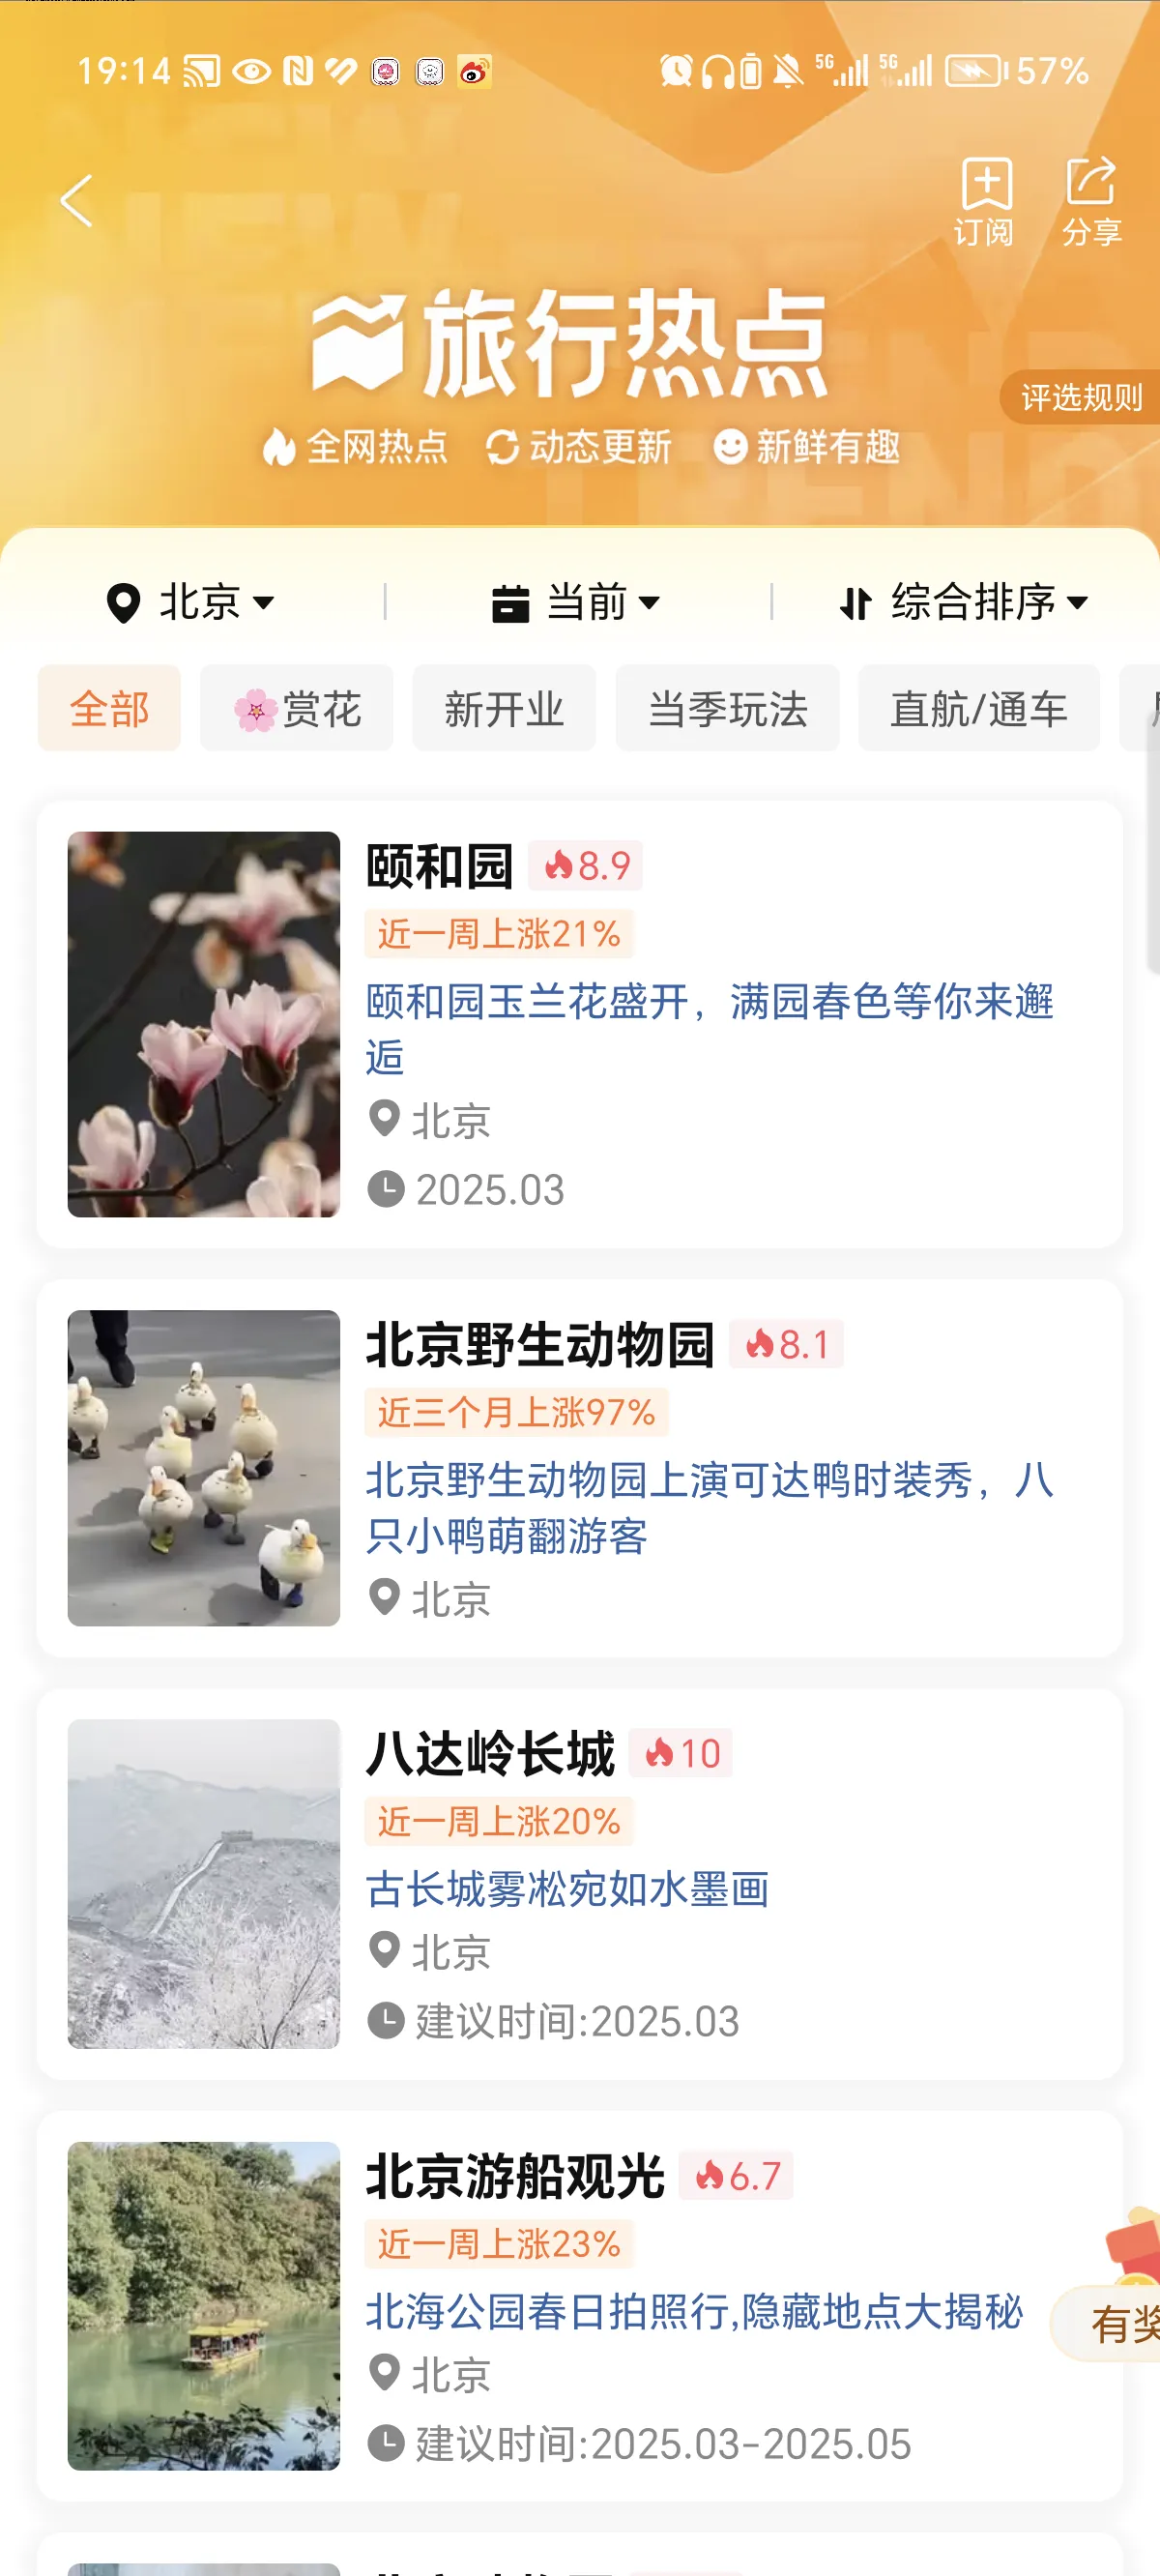 19:14
5G
5G
57%
订阅
分享
旅行热点
评选规则
全网热点 动态更新 新鲜有趣
北京 当前 综合排序
全部 赏花 新开业 当季玩法 直航/通车
颐和园 8.9
近一周上涨21%
颐和园玉兰花盛开，满园春色等你来邂
逅
北京
2025.03
北京野生动物园 8.1
近三个月上涨97%
北京野生动物园上演可达鸭时装秀，八
只小鸭萌翻游客
北京
八达岭长城 10
近一周上涨20%
古长城雾凇宛如水墨画
北京
建议时间:2025.03
北京游船观光 6.7
近一周上涨23%
北海公园春日拍照行,隐藏地点大揭秘
有奖
北京
建议时间:2025.03-2025.05